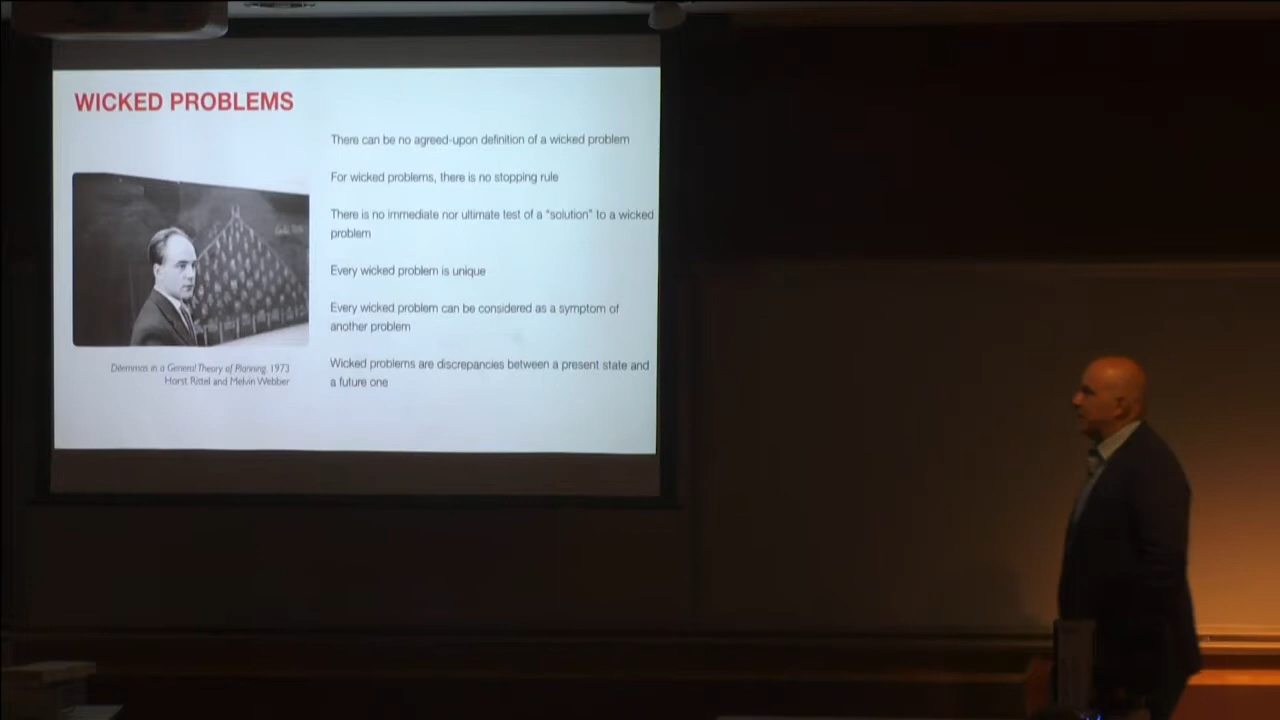 WICKED PROBLEMS
There can be no agreed-upon definition of a wicked problem
For wicked problems, there is no stopping rule
There is no immediate nor ultimate test of a "solution" to a wicked
problem
Every wicked problem is unique
Every wicked problem can be considered as a symptom of
another problem
Wicked problems are discrepancies between a present state and
a future one
Dilemmas in a General Theory of Planning, 1973
Horst Rittel and Melvin Webber